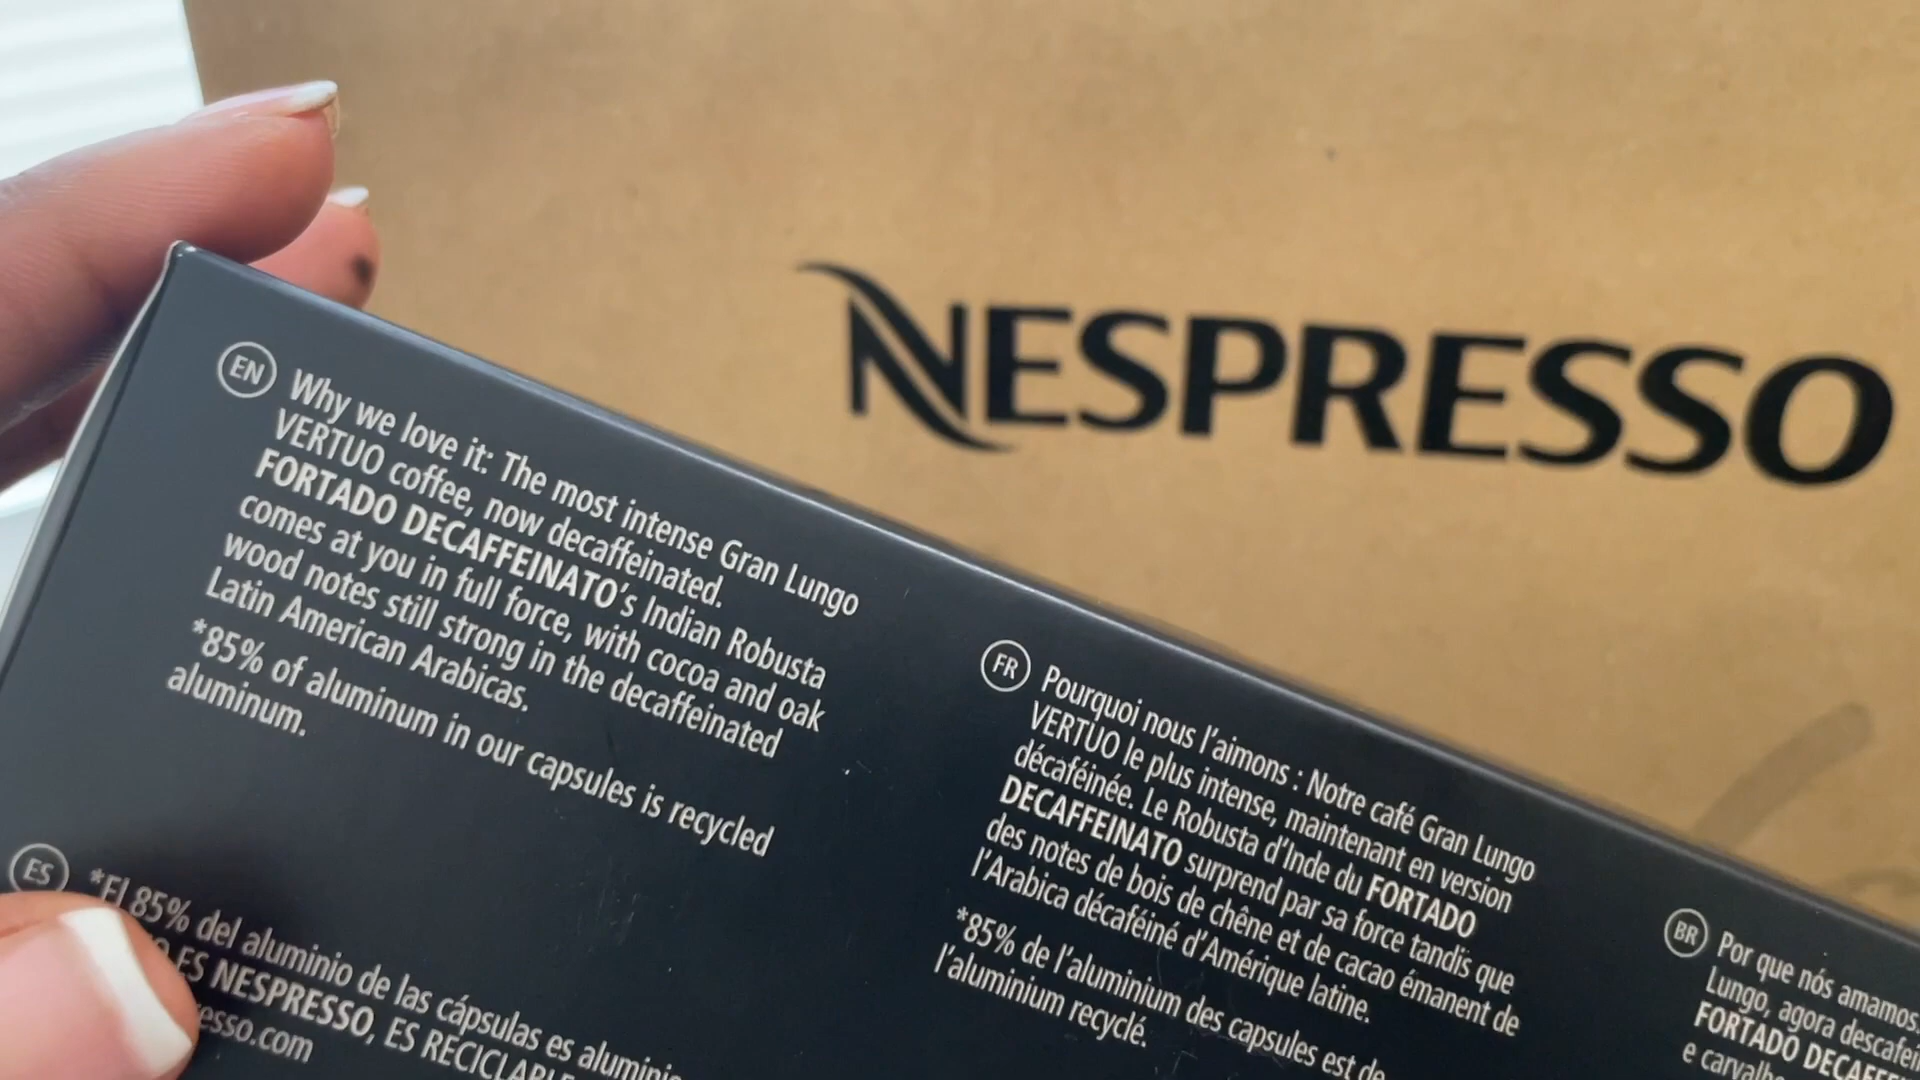 NESPRESSO
EN
Why we love it: The most intense Gran Lungo
VERTUO coffee, now decaffeinated.
FORTADO DECAFFEINATO's Indian Robusta
comes at you in full force, with cocoa and oak
wood notes still strong in the decaffeinated
Latin American Arabicas.
*85% of aluminum in our capsules is recycled
aluminum.
ES
*El 85% del aluminio de las cápsulas es aluminio
ES NESPRESSO, ES RECICLABLE
FR
Pourquoi nous l'aimons : Notre café Gran Lungo
VERTUO le plus intense, maintenant en version
décaféinée. Le Robusta d'Inde du FORTADO
DECAFFEINATO surprend par sa force tandis que
des notes de bois de chêne et de cacao émanent de
l'Arabica décaféiné d'Amérique latine.
*85% de l'aluminium des capsules est de
l'aluminium recyclé.
BR
Por que nós amamos
Lungo, agora
FORTADO
e